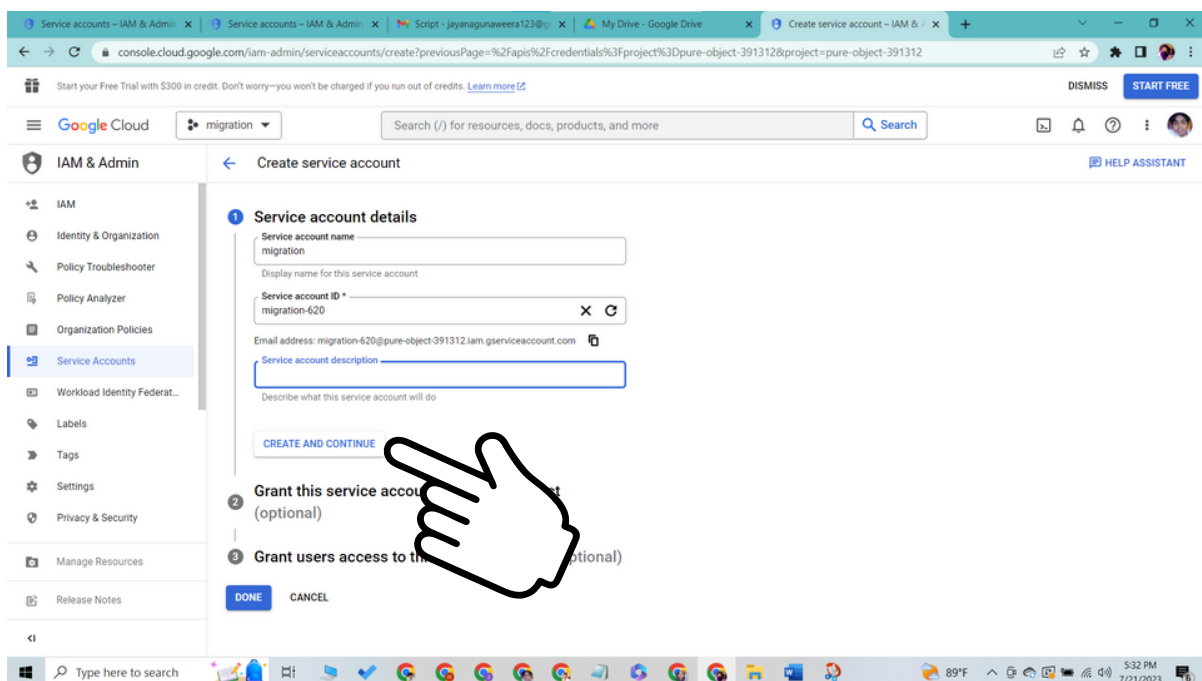 Service accounts – IAM & Admin
Service accounts – IAM & Admin
Script - jayanagunaweera123@g
My Drive - Google Drive
Create service account – IAM & A
console.cloud.google.com/iam-admin/serviceaccounts/create?previousPage=%2Fapis%2Fcredentials%3Fproject%3Dpure-object-391312&project=pure-object-391312
Start your Free Trial with $300 in credit. Don't worry—you won't be charged if you run out of credits. Learn more
DISMISS
START FREE
Google Cloud
migration
Search (/) for resources, docs, products, and more
Search
IAM & Admin
Create service account
HELP ASSISTANT
IAM
Identity & Organization
Policy Troubleshooter
Policy Analyzer
Organization Policies
Service Accounts
Workload Identity Federat...
Labels
Tags
Settings
Privacy & Security
Manage Resources
Release Notes
1 Service account details
Service account name
migration
Display name for this service account
Service account ID *
migration-620
Email address: migration-620@pure-object-391312.iam.gserviceaccount.com
Service account description
Describe what this service account will do
CREATE AND CONTINUE
2 Grant this service accou
(optional)
3 Grant users access to th ptional)
DONE
CANCEL
Type here to search
89°F
5:32 PM
7/21/2023